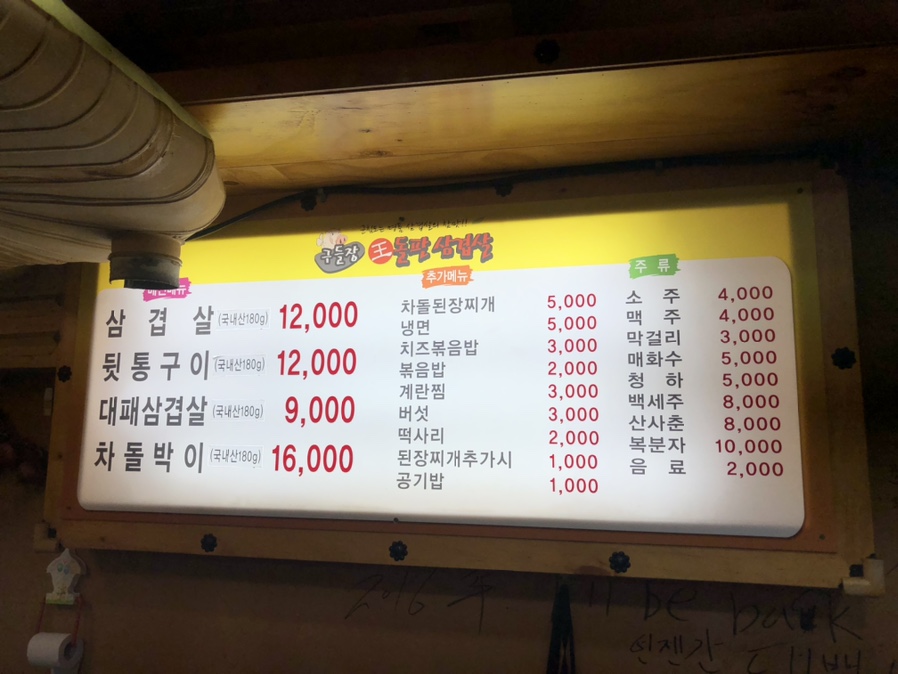 구들장 王돌판 삼겹살
메뉴
삼겹살 (국내산180g) 12,000
뒷통구이 (국내산180g) 12,000
대패삼겹살 (국내산180g) 9,000
차돌박이 (국내산180g) 16,000
추가메뉴
차돌된장찌개 5,000
냉면 5,000
치즈볶음밥 3,000
볶음밥 2,000
계란찜 3,000
버섯 3,000
떡사리 2,000
된장찌개추가시 1,000
공기밥 1,000
주 류
소 주 4,000
맥 주 4,000
막걸리 3,000
매화수 5,000
청 하 5,000
백세주 8,000
산사춘 8,000
복분자 10,000
음 료 2,000
2016 be back
언젠간